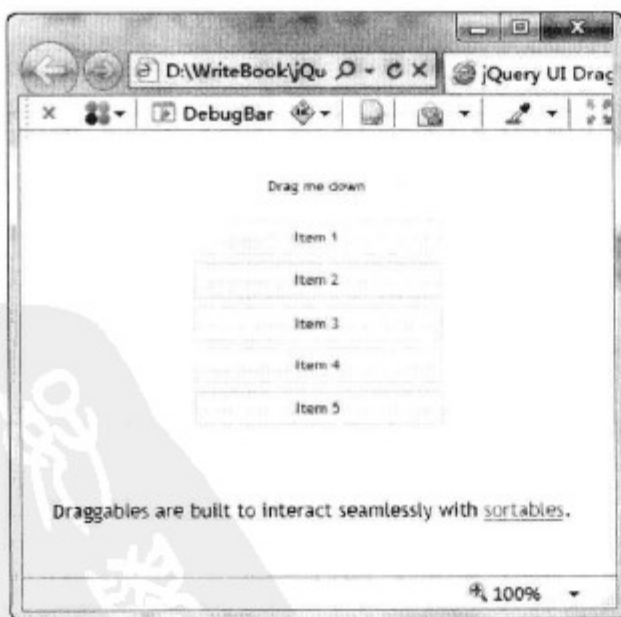 D:\WriteBook\jQu
jQuery UI Drag
DebugBar
Drag me down
Item 1
Item 2
Item 3
Item 4
Item 5
Draggables are built to interact seamlessly with sortables.
100%